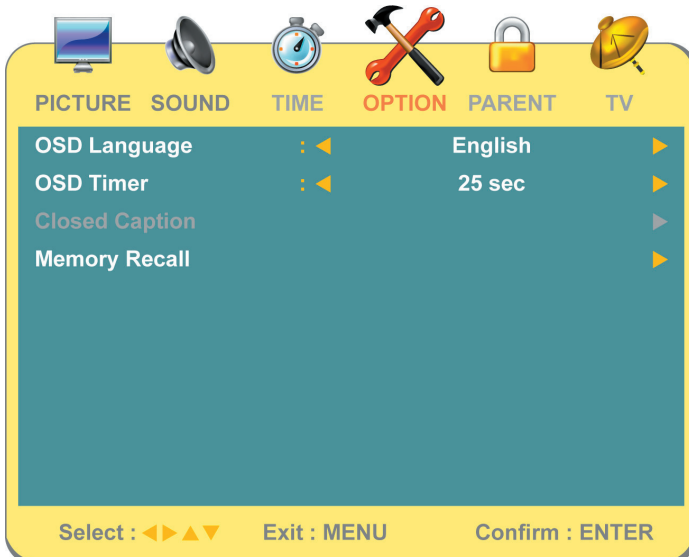 PICTURE SOUND TIME OPTION PARENT TV
OSD Language : ◀ English ▶
OSD Timer : ◀ 25 sec ▶
Closed Caption ▶
Memory Recall ▶
Select : ◀▶▲▼ Exit : MENU Confirm : ENTER